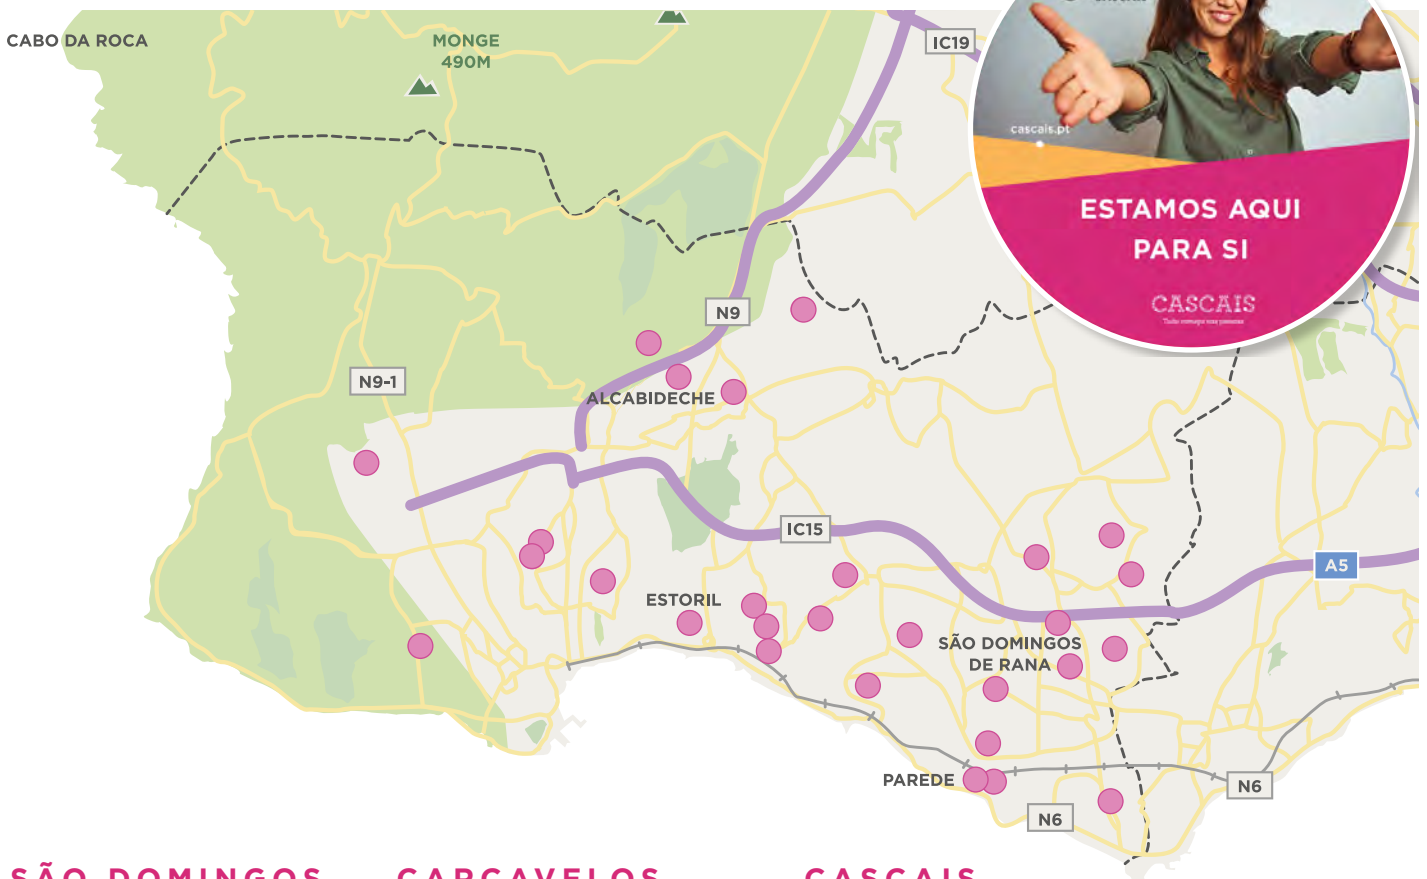 CABO DA ROCA
MONGE
490M
IC19
cascais.pt
ESTAMOS AQUI
PARA SI
CASCAIS
N9
N9-1
ALCABIDECHE
IC15
A5
ESTORIL
SÃO DOMINGOS
DE RANA
PAREDE
N6
N6
SÃO DOMINGOS
CARCAVELOS
CASCAIS